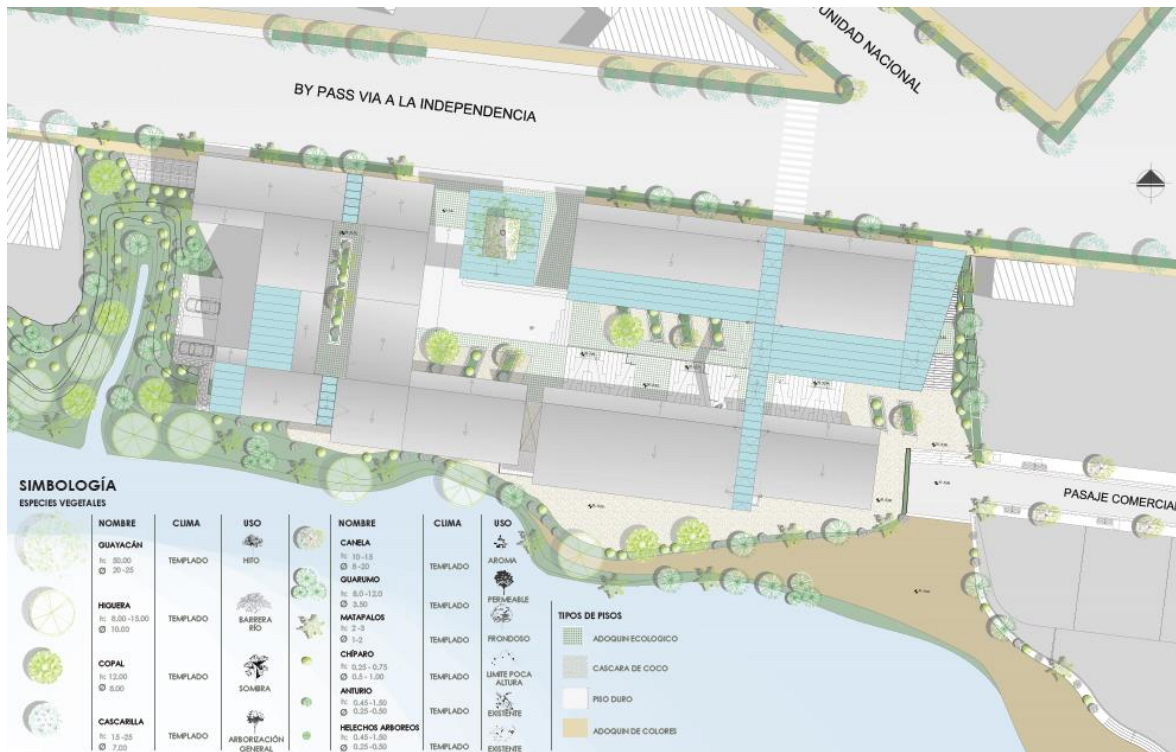 UNIDAD NACIONAL
BY PASS VIA A LA INDEPENDENCIA
PASAJE COMERCIAL
SIMBOLOGÍA
ESPECIES VEGETALES
NOMBRE CLIMA USO
GUAYACÁN
h: 50.00
Ø 20-25
TEMPLADO
HITO
HIGUERA
h: 8.00-15.00
Ø 10.00
TEMPLADO
BARRERA
RÍO
COPAL
h: 12.00
Ø 8.00
TEMPLADO
SOMBRA
CASCARILLA
h: 15-25
Ø 7.00
TEMPLADO
ARBORIZACIÓN
GENERAL
NOMBRE CLIMA USO
CANELA
h: 10-15
Ø 8-20
TEMPLADO
AROMA
GUARUMO
h: 8.0-12.0
Ø 3.50
TEMPLADO
PERMEABLE
MATAPALOS
h: 2-3
Ø 1-2
TEMPLADO
FRONDOSO
CHÍPARO
h: 0.25-0.75
Ø 0.5-1.00
TEMPLADO
LIMITE POCA
ALTURA
ANTURIO
h: 0.45-1.50
Ø 0.25-0.50
TEMPLADO
EXISTENTE
HELECHOS ARBOREOS
h: 0.45-1.50
Ø 0.25-0.50
TEMPLADO
EXISTENTE
TIPOS DE PISOS
ADOQUIN ECOLOGICO
CASCARA DE COCO
PISO DURO
ADOQUIN DE COLORES